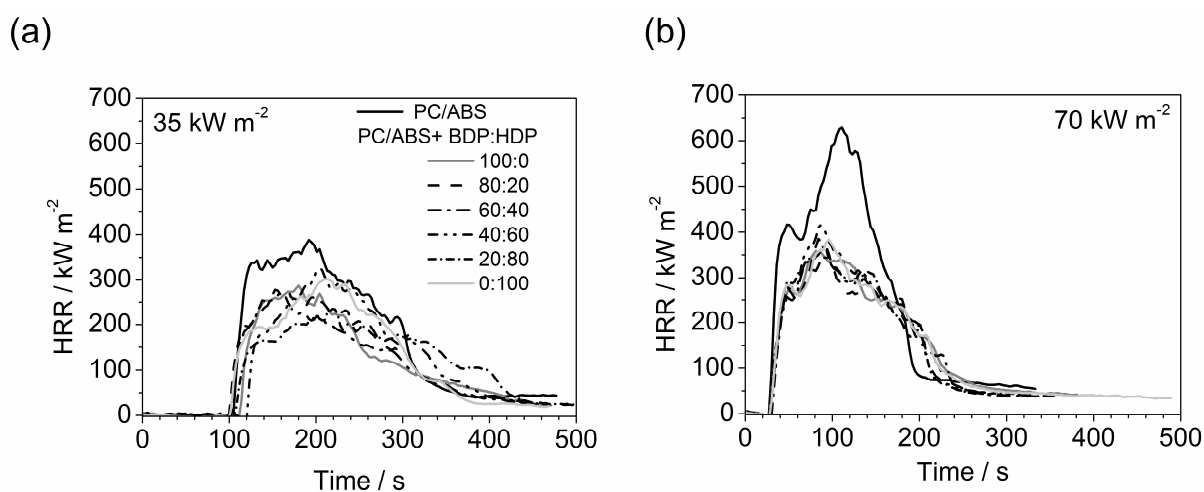 (a)
(b)
700
600
500
400
300
200
100
0
HRR / kW m⁻²
35 kW m⁻²
PC/ABS
PC/ABS+ BDP:HDP
100:0
80:20
60:40
40:60
20:80
0:100
0 100 200 300 400 500
Time / s
700
600
500
400
300
200
100
0
HRR / kW m⁻²
70 kW m⁻²
0 100 200 300 400 500
Time / s